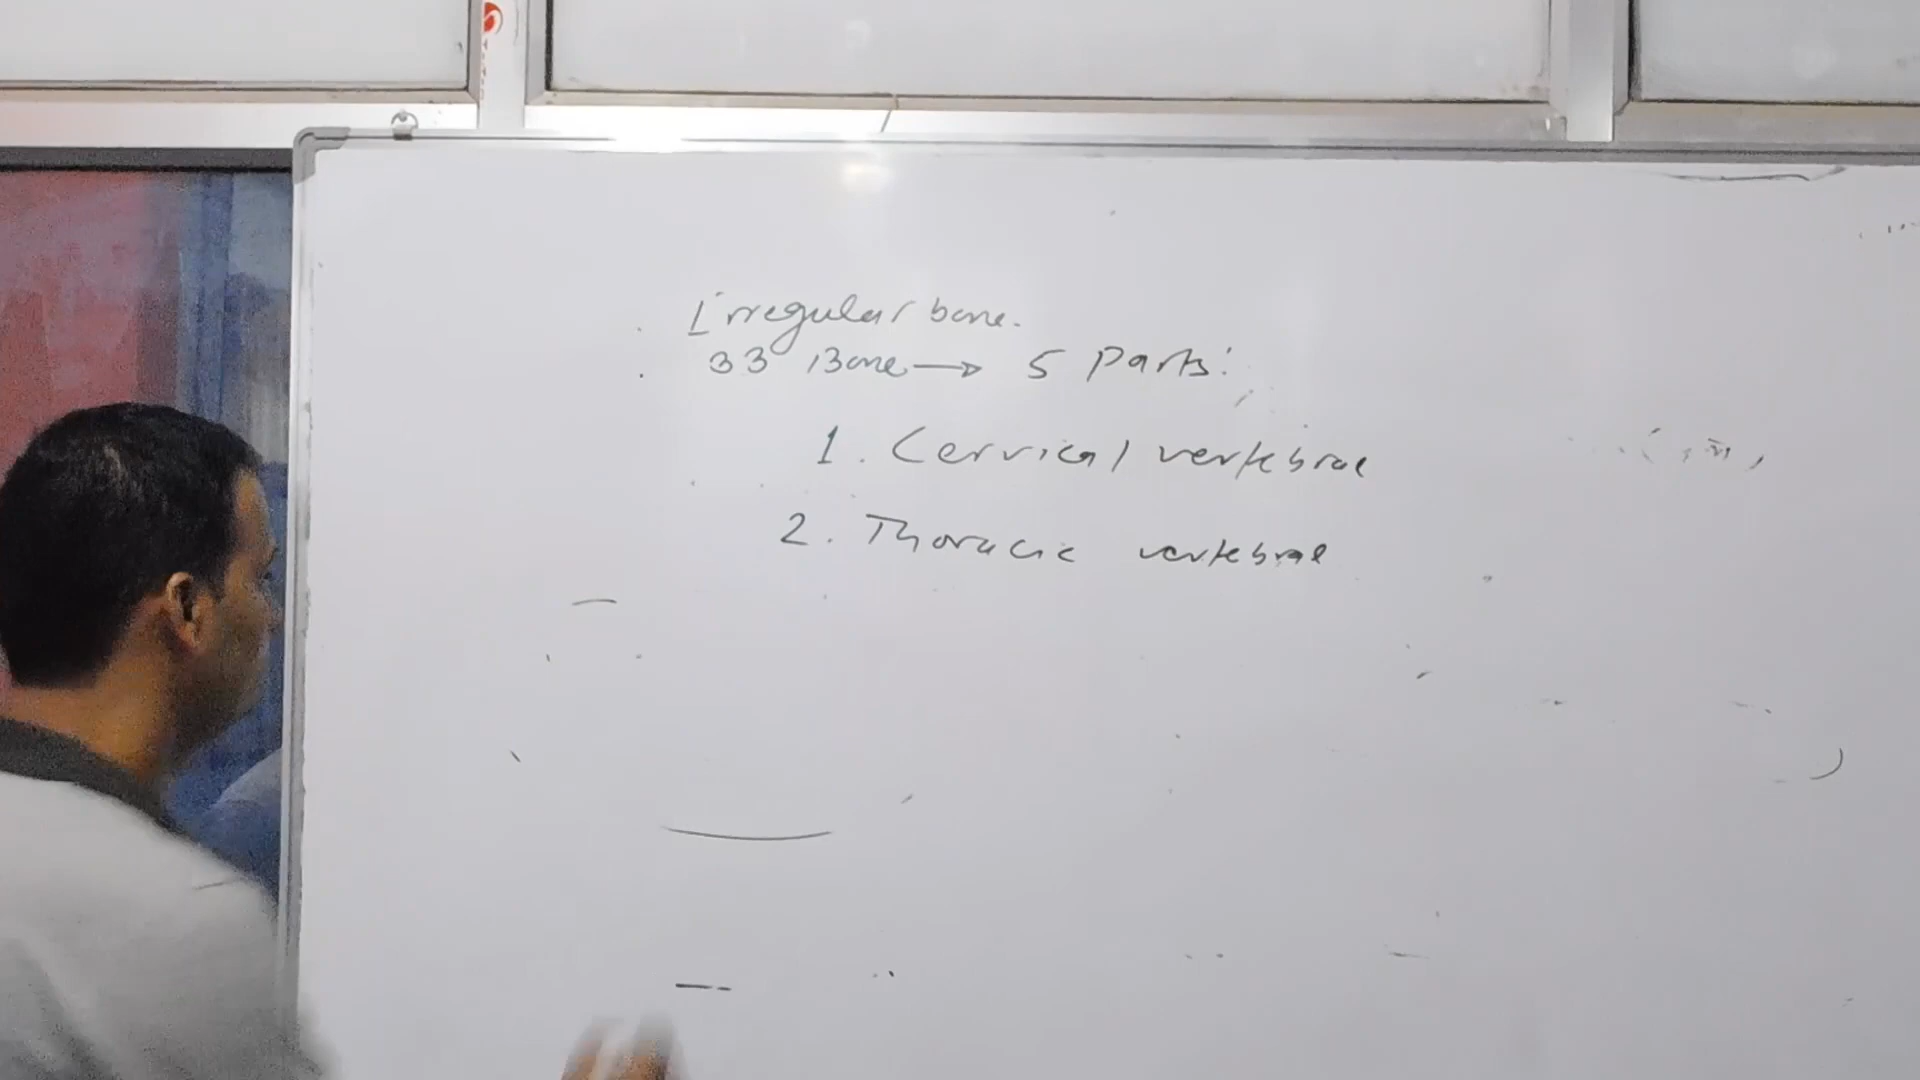 Irregular bone.
33 Bone → 5 Parts:
1. Cervical vertebrae
2. Thoracic vertebrae